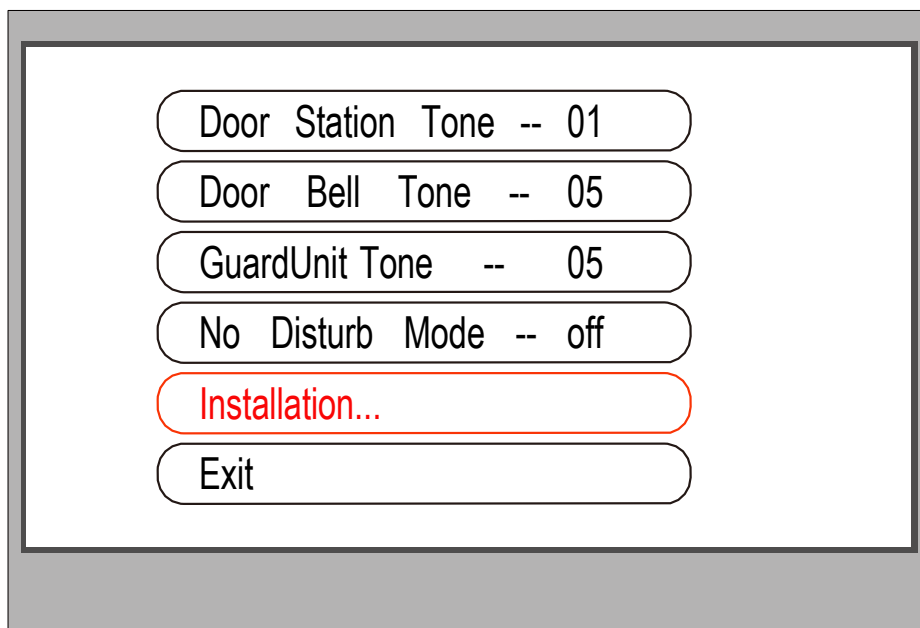 Door Station Tone -- 01
Door Bell Tone -- 05
GuardUnit Tone -- 05
No Disturb Mode -- off
Installation...
Exit